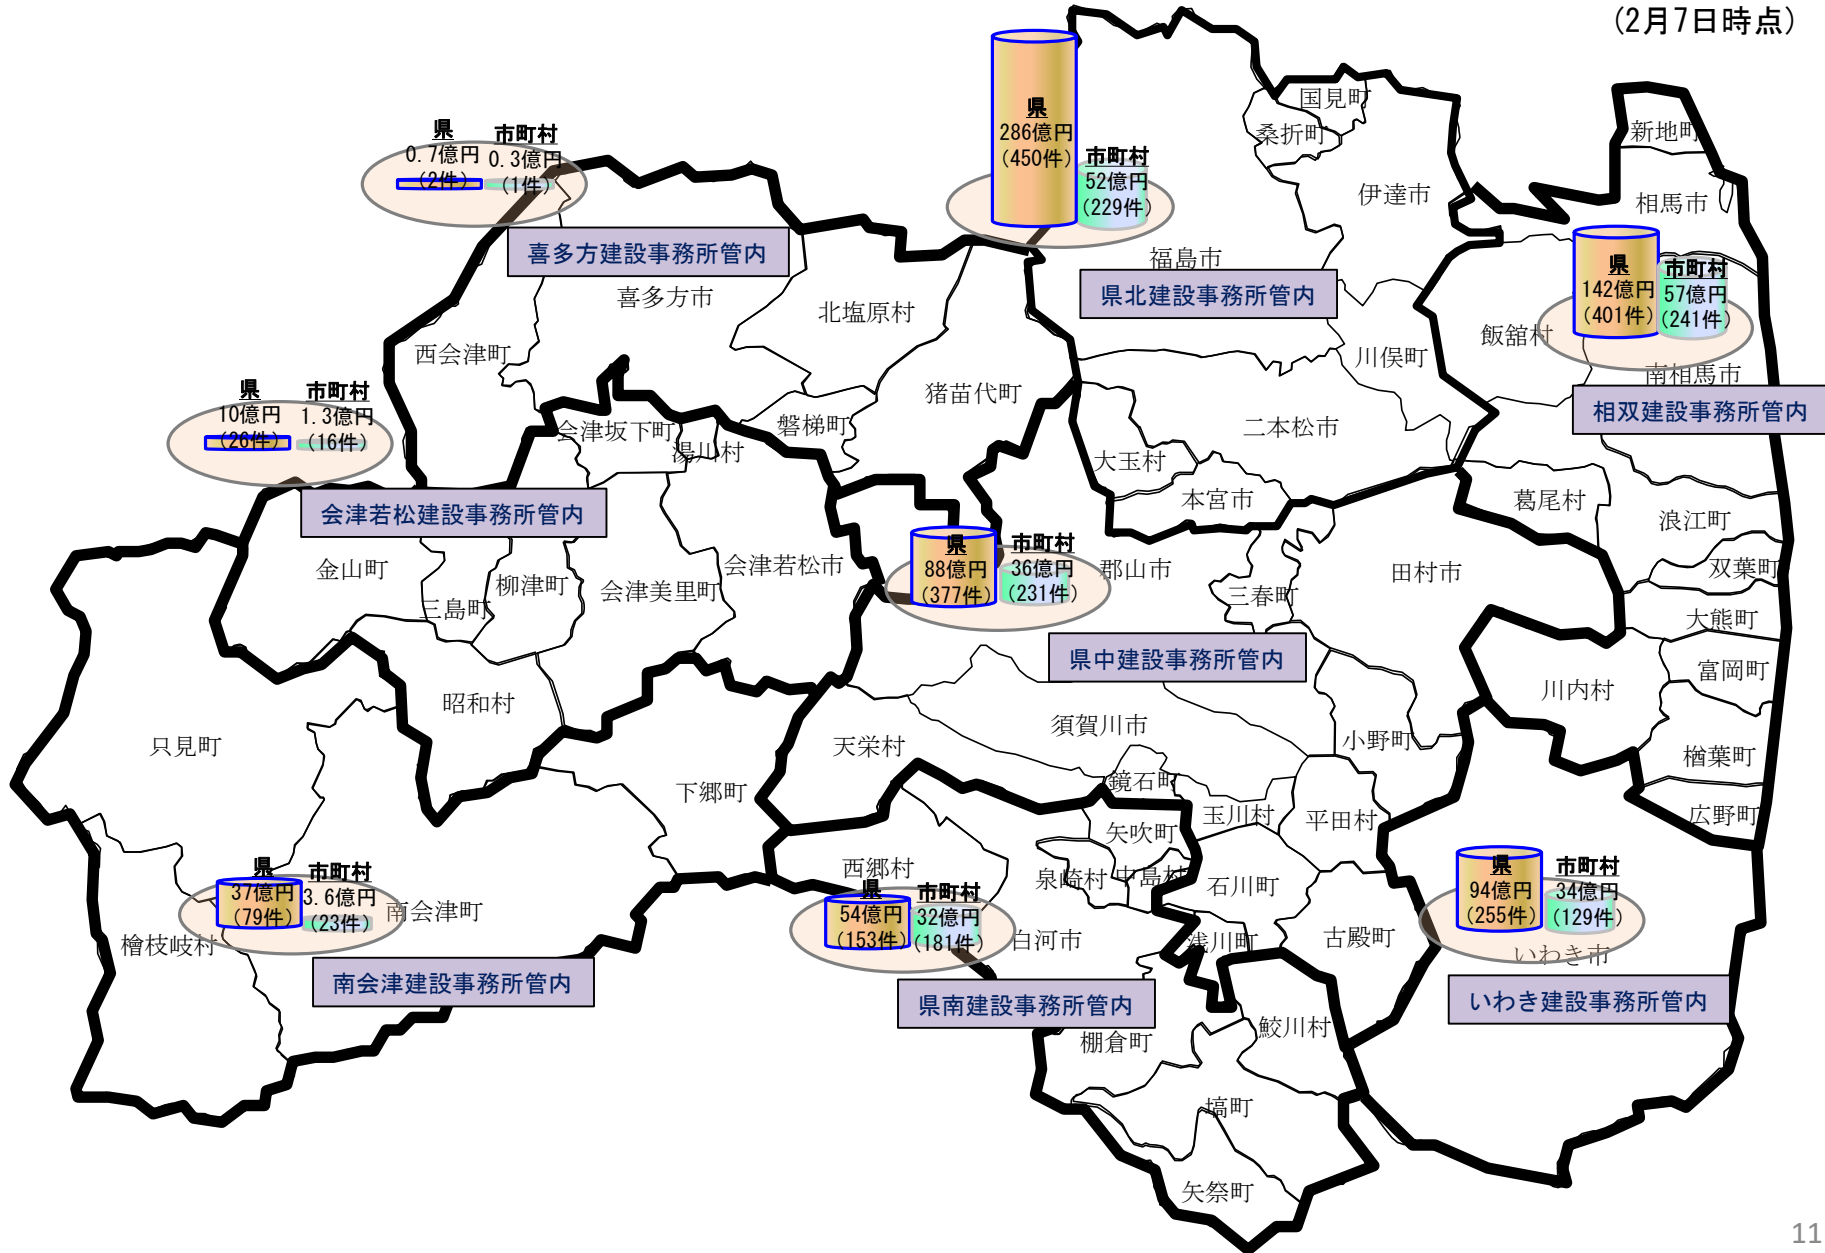 (2月7日時点)
県
286億円
(450件)
市町村
52億円
(229件)
国見町
桑折町
新地町
伊達市
相馬市
県
0.7億円
(2件)
市町村
0.3億円
(1件)
喜多方建設事務所管内
喜多方市
北塩原村
西会津町
福島市
県北建設事務所管内
県
142億円
(401件)
市町村
57億円
(241件)
飯舘村
川俣町
南相馬市
相双建設事務所管内
猪苗代町
磐梯町
二本松市
大玉村
本宮市
県
10億円
(26件)
市町村
1.3億円
(16件)
会津坂下町
湯川村
会津若松建設事務所管内
葛尾村
浪江町
双葉町
大熊町
金山町
三島町
柳津町
会津美里町
会津若松市
県
88億円
(377件)
市町村
36億円
(231件)
郡山市
田村市
三春町
県中建設事務所管内
富岡町
川内村
昭和村
只見町
須賀川市
天栄村
小野町
楢葉町
鏡石町
下郷町
玉川村
平田村
広野町
矢吹町
西郷村
泉崎村
中島村
石川町
県
37億円
(79件)
市町村
3.6億円
(23件)
南会津町
檜枝岐村
南会津建設事務所管内
県
54億円
(153件)
市町村
32億円
(181件)
白河市
浅川町
古殿町
県南建設事務所管内
県
94億円
(255件)
市町村
34億円
(129件)
いわき市
いわき建設事務所管内
棚倉町
鮫川村
塙町
矢祭町
11